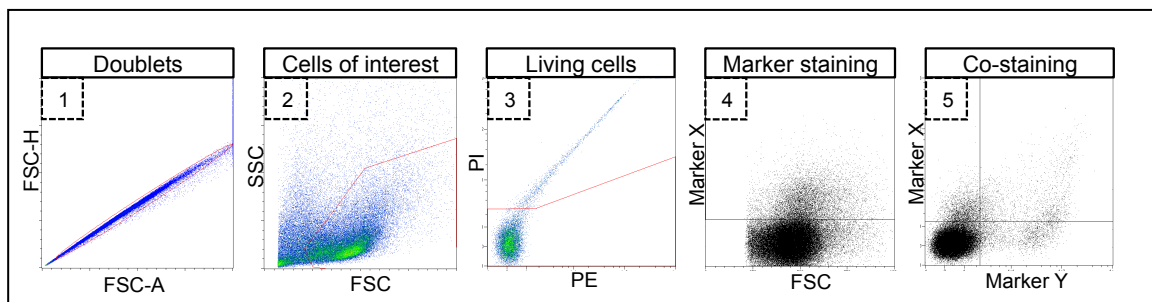 Doublets
Cells of interest
Living cells
Marker staining
Co-staining
1
2
3
4
5
FSC-H
SSC
PI
Marker X
Marker X
FSC-A
FSC
PE
FSC
Marker Y